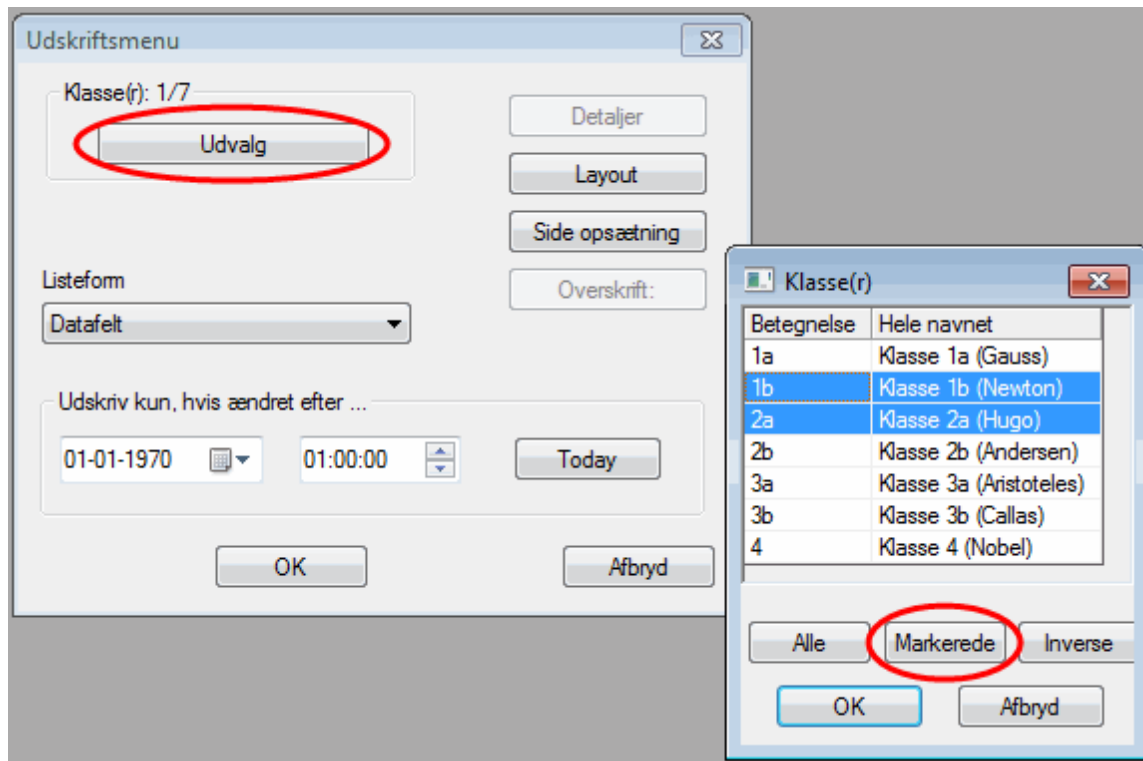 Udskriftsmenu
Klasse(r): 1/7
Udvalg
Detaljer
Layout
Side opsætning
Overskrift:
Listeform
Datafelt
Udskriv kun, hvis ændret efter ...
01-01-1970 01:00:00 Today
OK Afbryd
Klasse(r)
Betegnelse Hele navnet
1a Klasse 1a (Gauss)
1b Klasse 1b (Newton)
2a Klasse 2a (Hugo)
2b Klasse 2b (Andersen)
3a Klasse 3a (Aristoteles)
3b Klasse 3b (Callas)
4 Klasse 4 (Nobel)
Alle Markerede Inverse
OK Afbryd